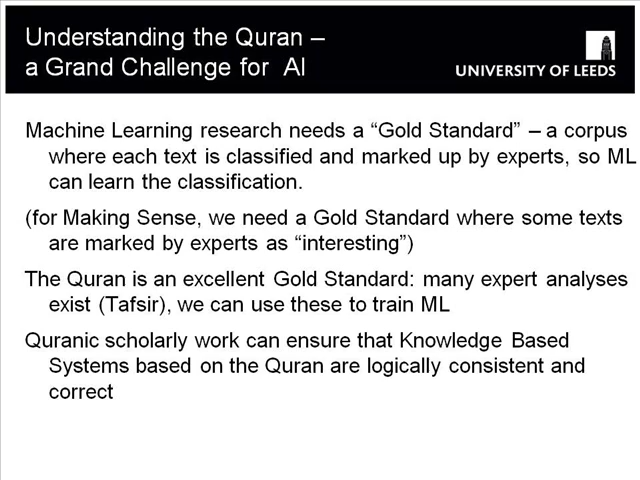 Understanding the Quran –
a Grand Challenge for AI
UNIVERSITY OF LEEDS
Machine Learning research needs a “Gold Standard” – a corpus
where each text is classified and marked up by experts, so ML
can learn the classification.
(for Making Sense, we need a Gold Standard where some texts
are marked by experts as “interesting”)
The Quran is an excellent Gold Standard: many expert analyses
exist (Tafsir), we can use these to train ML
Quranic scholarly work can ensure that Knowledge Based
Systems based on the Quran are logically consistent and
correct